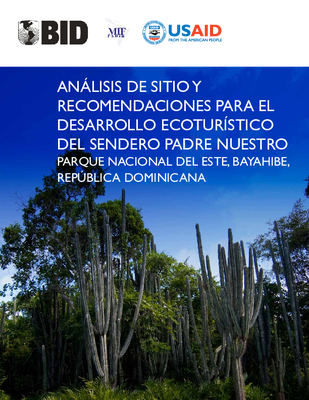 BID
MIF
USAID
FROM THE AMERICAN PEOPLE
ANÁLISIS DE SITIO Y
RECOMENDACIONES PARA EL
DESARROLLO ECOTURÍSTICO
DEL SENDERO PADRE NUESTRO
PARQUE NACIONAL DEL ESTE, BAYAHIBE,
REPÚBLICA DOMINICANA